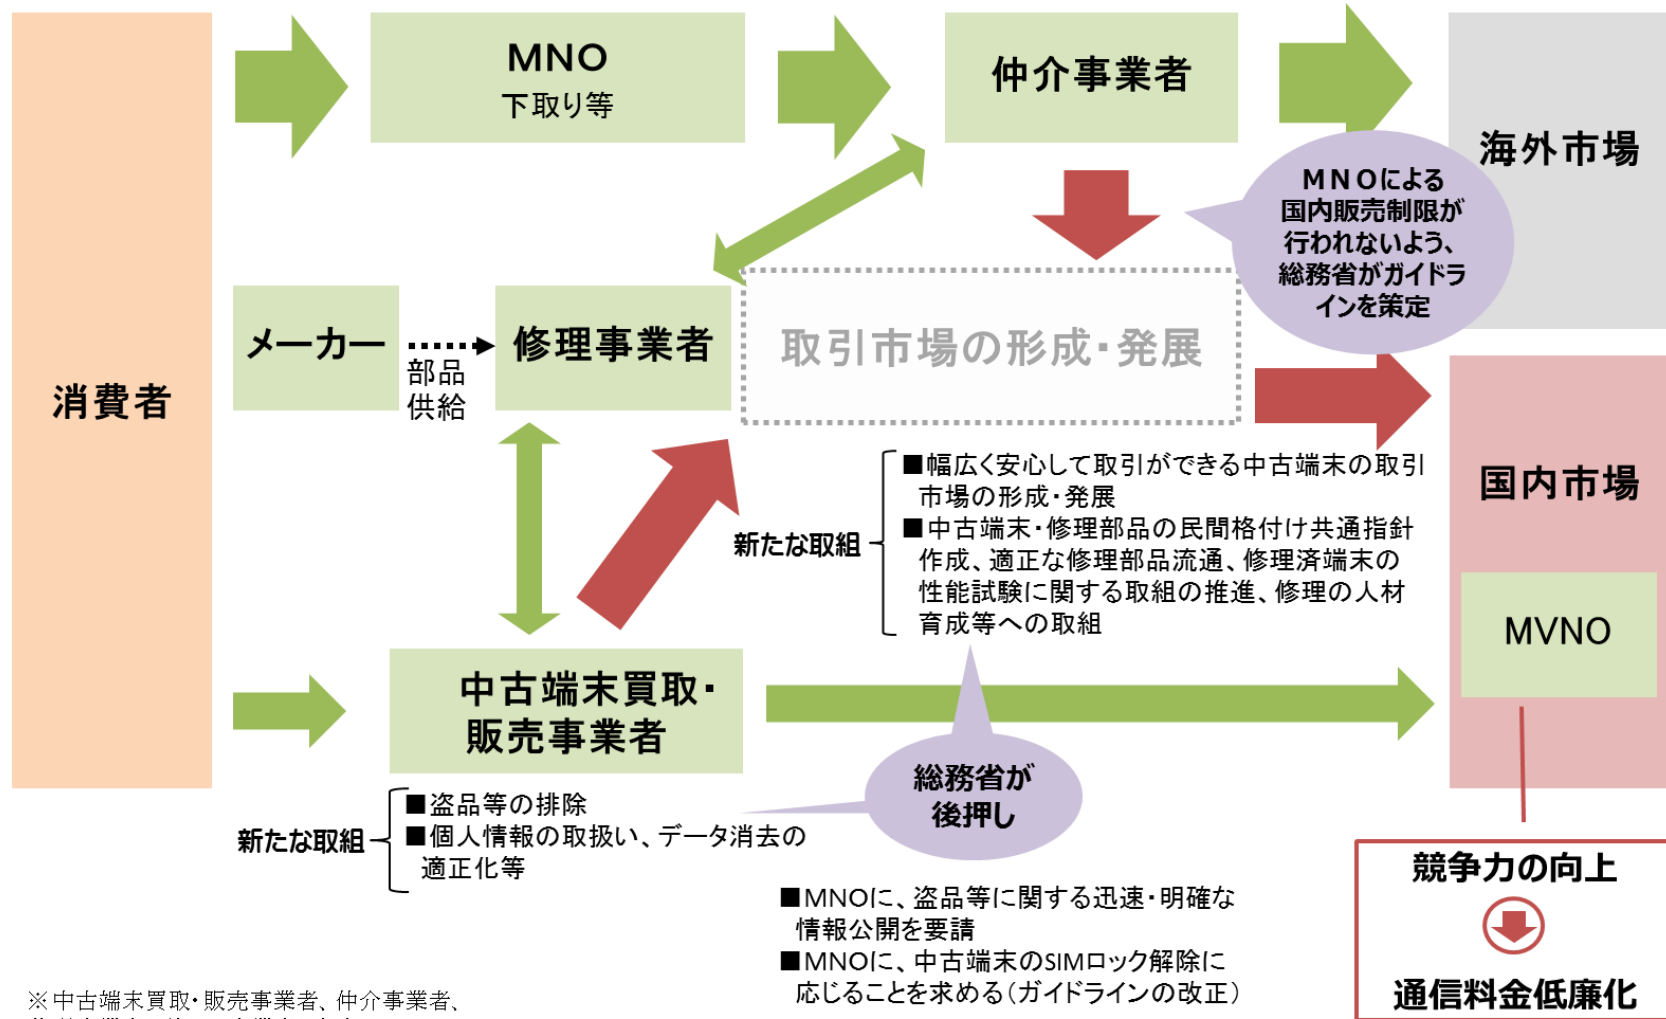 消費者
MNO
下取り等
仲介事業者
海外市場
MNOによる
国内販売制限が
行われないよう、
総務省がガイドラ
インを策定
メーカー
部品
供給
修理事業者
取引市場の形成・発展
国内市場
MVNO
新たな取組
■幅広く安心して取引ができる中古端末の取引
市場の形成・発展
■中古端末・修理部品の民間格付け共通指針
作成、適正な修理部品流通、修理済端末の
性能試験に関する取組の推進、修理の人材
育成等への取組
中古端末買取・
販売事業者
総務省が
後押し
新たな取組
■盗品等の排除
■個人情報の取扱い、データ消去の
適正化等
■MNOに、盗品等に関する迅速・明確な
情報公開を要請
■MNOに、中古端末のSIMロック解除に
応じることを求める(ガイドラインの改正)
競争力の向上
通信料金低廉化
※中古端末買取・販売事業者、仲介事業者、